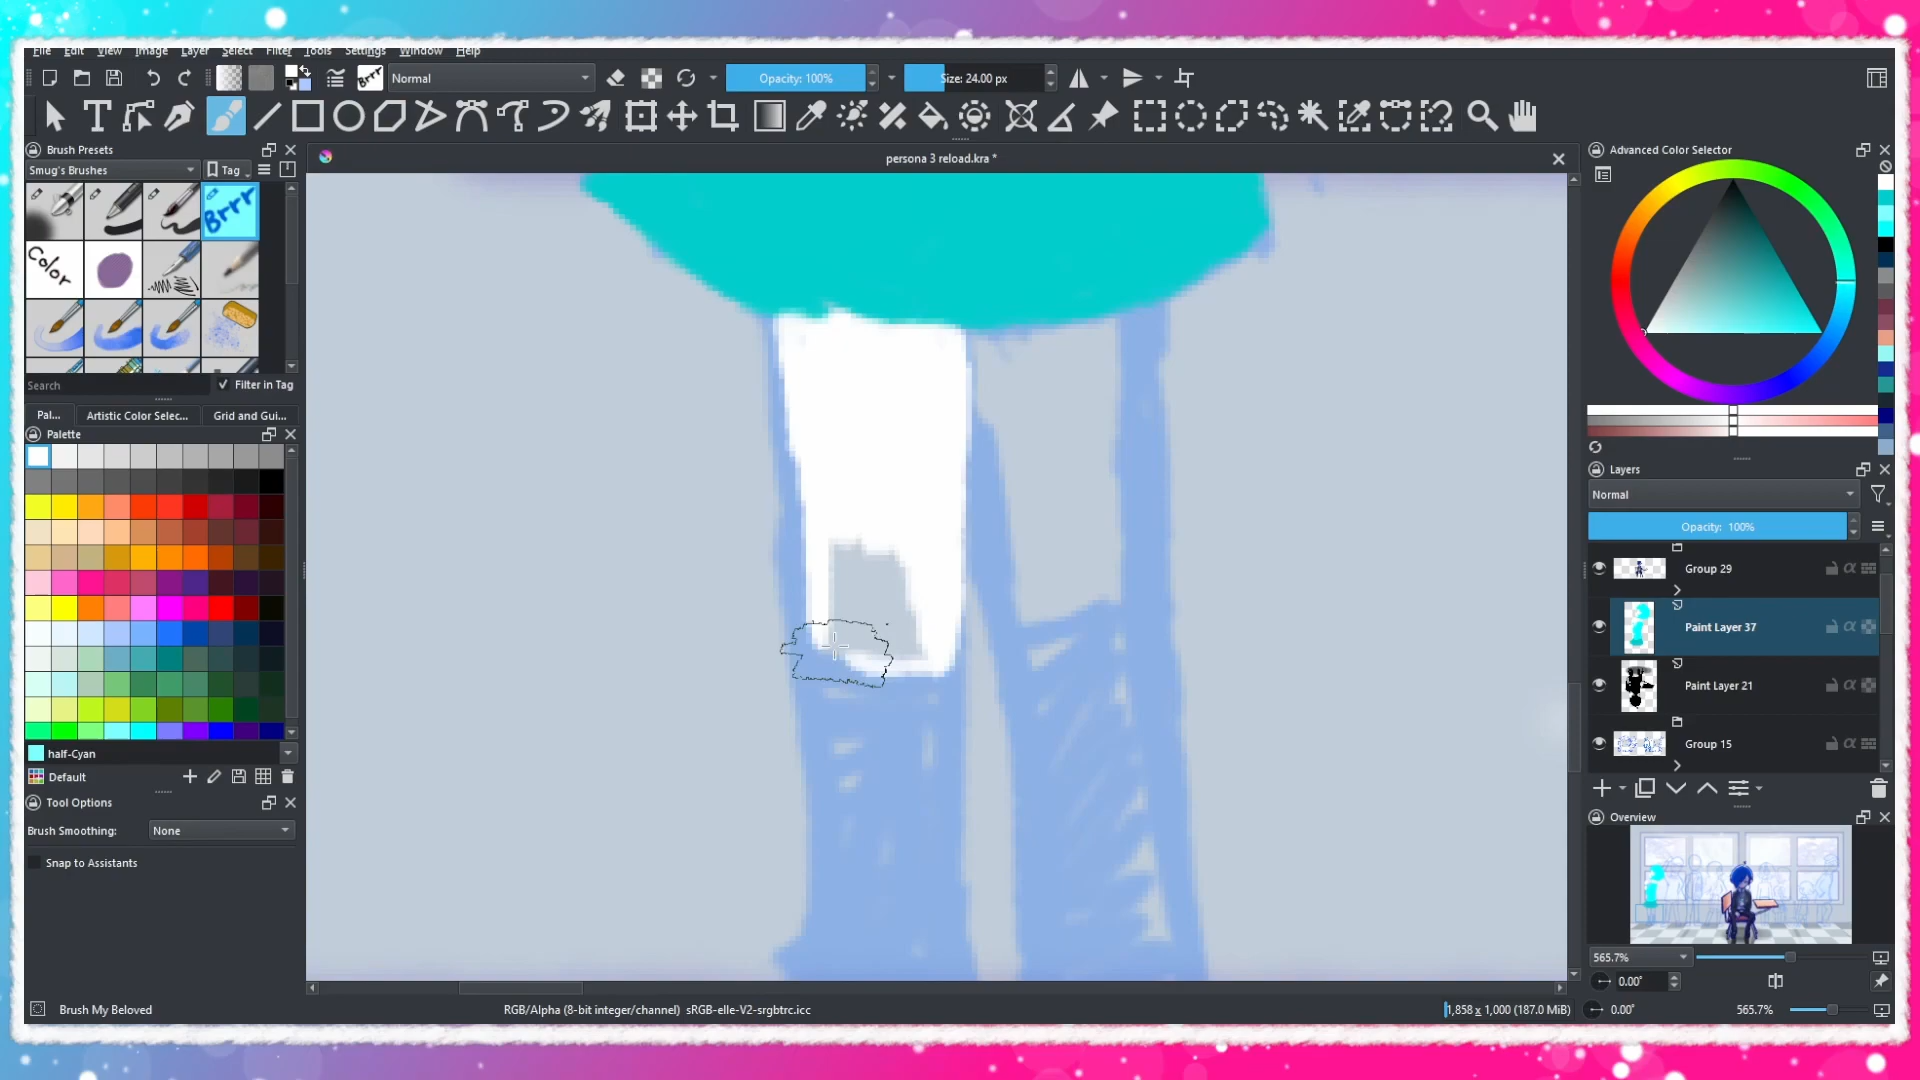 File Edit View Image Layer Select Filter Tools Settings Window Help
Brrr Normal Opacity: 100% Size: 24.00 px
Brush Presets
persona 3 reload.kra *
Advanced Color Selector
Smug's Brushes Tag
Brrr
Color
Search Filter in Tag
Pal... Artistic Color Selec... Grid and Gui...
Palette
Layers
Normal
Opacity: 100%
Group 29
Paint Layer 37
Paint Layer 21
Group 15
half-Cyan
Default
Tool Options
Overview
Brush Smoothing: None
Snap to Assistants
565.7%
0.00°
Brush My Beloved
RGB/Alpha (8-bit integer/channel) sRGB-elle-V2-srgbtrc.icc
1,858 x 1,000 (187.0 MiB)
0.00°
565.7%